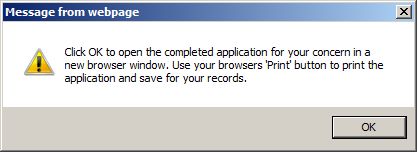 Message from webpage
Click OK to open the completed application for your concern in a
new browser window. Use your browsers 'Print' button to print the
application and save for your records.
OK